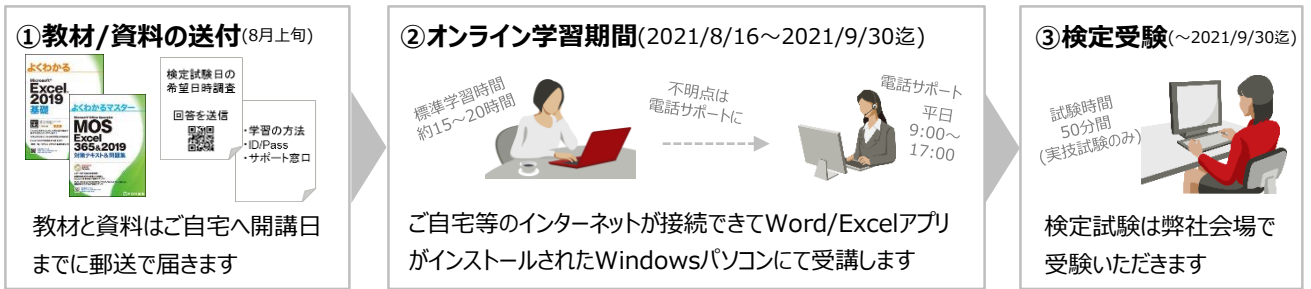 ①教材/資料の送付(8月上旬)
よくわかる
Microsoft
Excel
2019
基礎
よくわかるマスター
MOS
Excel
365&2019
対策テキスト&問題集
検定試験日の
希望日時調査
回答を送信
・学習の方法
・ID/Pass
・サポート窓口
教材と資料はご自宅へ開講日
までに郵送で届きます
②オンライン学習期間(2021/8/16～2021/9/30迄)
標準学習時間
約15～20時間
不明点は
電話サポートに
電話サポート
平日
9:00～
17:00
ご自宅等のインターネットが接続できてWord/Excelアプリ
がインストールされたWindowsパソコンにて受講します
③検定受験(～2021/9/30迄)
試験時間
50分間
(実技試験のみ)
検定試験は弊社会場で
受験いただきます